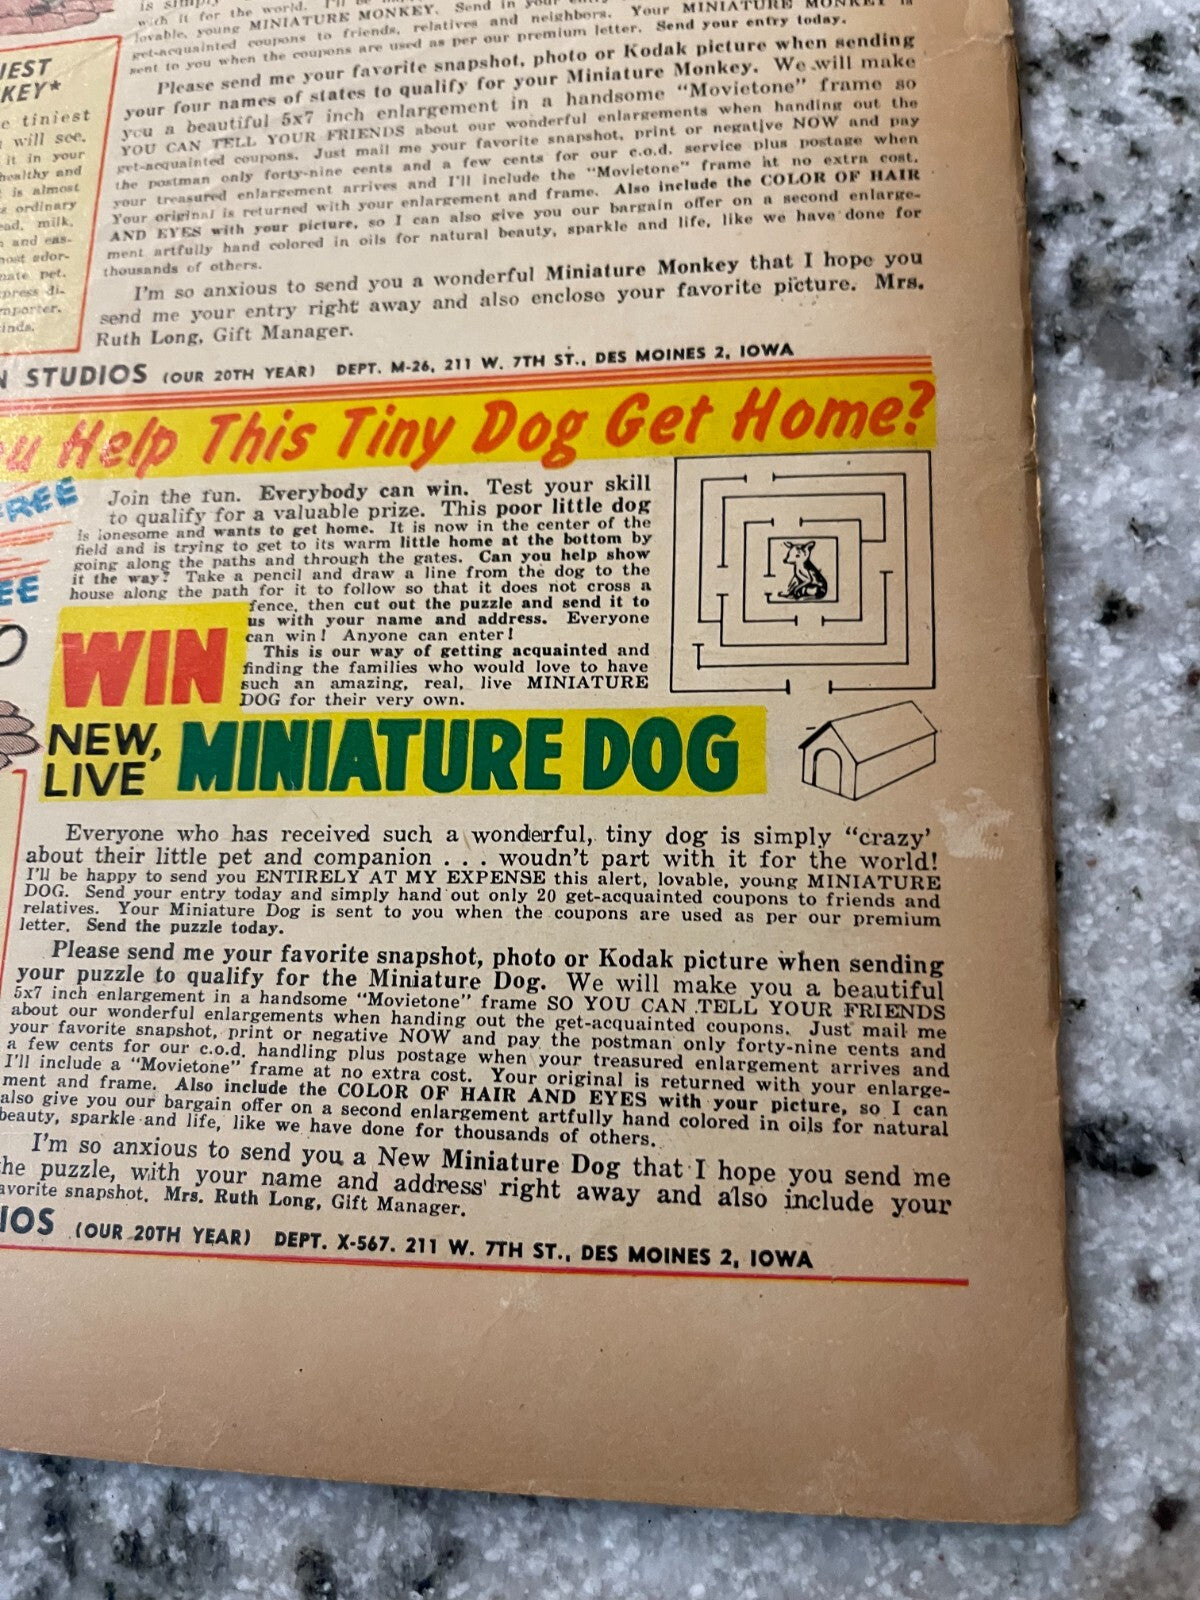 is simply
with it for the world. I'll be
lovable, young MINIATURE MONKEY. Send in your
get-acquainted coupons to friends, relatives and neighbors. Your MINIATURE MONKEY is
sent to you when the coupons are used as per our premium letter. Send your entry today.
Please send me your favorite snapshot, photo or Kodak picture when sending
your four names of states to qualify for your Miniature Monkey. We will make
you a beautiful 5x7 inch enlargement in a handsome "Movietone" frame so
YOU CAN TELL YOUR FRIENDS about our wonderful enlargements when handing out the
get-acquainted coupons. Just mail me your favorite snapshot, print or negative NOW and pay
the postman only forty-nine cents and a few cents for our c.o.d. service plus postage when
your treasured enlargement arrives and I'll include the "Movietone" frame at no extra cost.
Your original is returned with your enlargement and frame. Also include the COLOR OF HAIR
AND EYES with your picture, so I can also give you our bargain offer on a second enlarge-
ment artfully hand colored in oils for natural beauty, sparkle and life, like we have done for
thousands of others.
I'm so anxious to send you a wonderful Miniature Monkey that I hope you
send me your entry right away and also enclose your favorite picture. Mrs.
Ruth Long, Gift Manager.
IEST
KEY*
e tiniest
will see.
it in your
healthy and
is almost
s ordinary
ead, milk,
n and eas-
most ador-
nate pet.
press di-
mporter.
inds.
N STUDIOS (OUR 20TH YEAR) DEPT. M-26, 211 W. 7TH ST., DES MOINES 2, IOWA
u Help This Tiny Dog Get Home?
FREE
EE
Join the fun. Everybody can win. Test your skill
to qualify for a valuable prize. This poor little dog
is lonesome and wants to get home. It is now in the center of the
field and is trying to get to its warm little home at the bottom by
going along the paths and through the gates. Can you help show
it the way? Take a pencil and draw a line from the dog to the
house along the path for it to follow so that it does not cross a
fence, then cut out the puzzle and send it to
us with your name and address. Everyone
can win! Anyone can enter!
This is our way of getting acquainted and
finding the families who would love to have
such an amazing, real, live MINIATURE
DOG for their very own.
WIN
NEW,
LIVE
MINIATURE DOG
Everyone who has received such a wonderful, tiny dog is simply "crazy'
about their little pet and companion . . . woudn't part with it for the world!
I'll be happy to send you ENTIRELY AT MY EXPENSE this alert, lovable, young MINIATURE
DOG. Send your entry today and simply hand out only 20 get-acquainted coupons to friends and
relatives. Your Miniature Dog is sent to you when the coupons are used as per our premium
letter. Send the puzzle today.
Please send me your favorite snapshot, photo or Kodak picture when sending
your puzzle to qualify for the Miniature Dog. We will make you a beautiful
5x7 inch enlargement in a handsome "Movietone" frame SO YOU CAN TELL YOUR FRIENDS
about our wonderful enlargements when handing out the get-acquainted coupons. Just mail me
your favorite snapshot, print or negative NOW and pay the postman only forty-nine cents and
a few cents for our c.o.d. handling plus postage when your treasured enlargement arrives and
I'll include a "Movietone" frame at no extra cost. Your original is returned with your enlarge-
ment and frame. Also include the COLOR OF HAIR AND EYES with your picture, so I can
also give you our bargain offer on a second enlargement artfully hand colored in oils for natural
beauty, sparkle and life, like we have done for thousands of others.
I'm so anxious to send you a New Miniature Dog that I hope you send me
he puzzle, with your name and address right away and also include your
avorite snapshot. Mrs. Ruth Long, Gift Manager.
IOS (OUR 20TH YEAR) DEPT. X-567. 211 W. 7TH ST., DES MOINES 2, IOWA